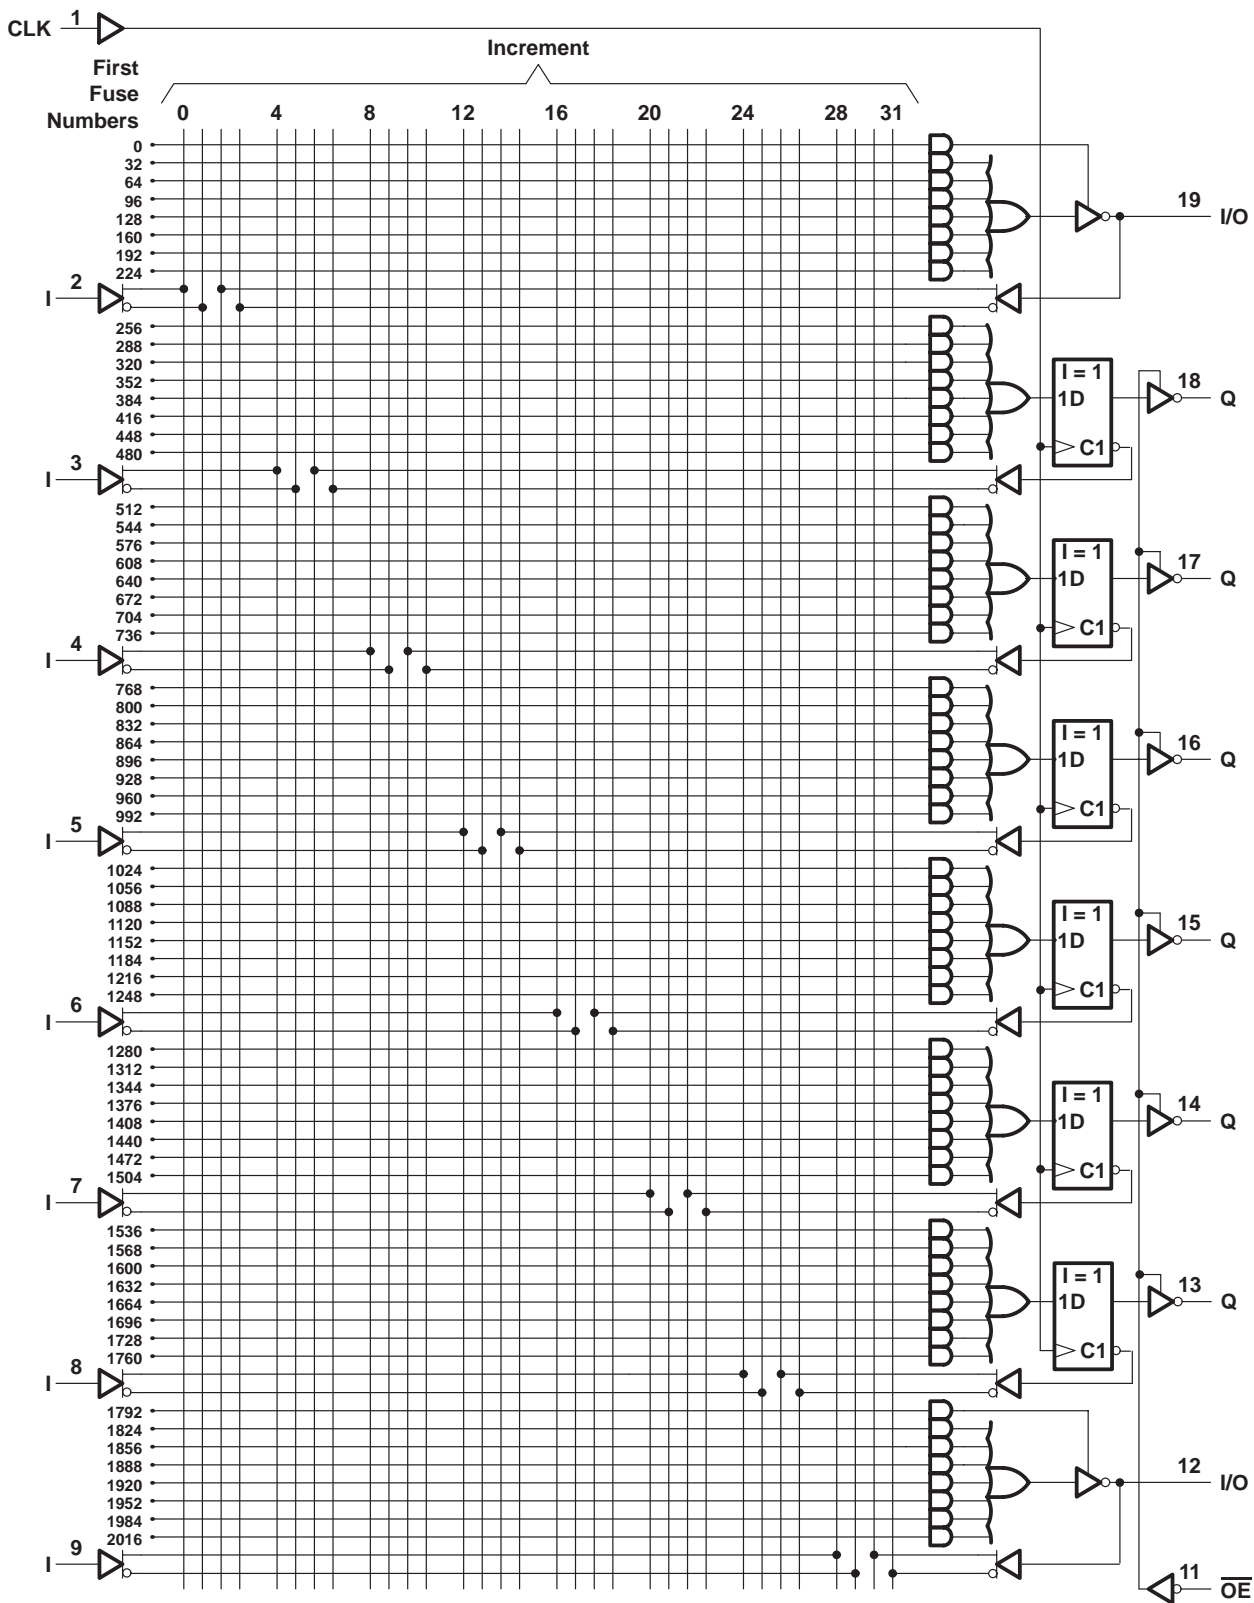 CLK 1
Increment
First
Fuse
Numbers
0 4 8 12 16 20 24 28 31
0
32
64
96
128
160
192
224
19 I/O
I 2
256
288
320
352
384
416
448
480
I = 1
1D
C1
18 Q
I 3
512
544
576
608
640
672
704
736
I = 1
1D
C1
17 Q
I 4
768
800
832
864
896
928
960
992
I = 1
1D
C1
16 Q
I 5
1024
1056
1088
1120
1152
1184
1216
1248
I = 1
1D
C1
15 Q
I 6
1280
1312
1344
1376
1408
1440
1472
1504
I = 1
1D
C1
14 Q
I 7
1536
1568
1600
1632
1664
1696
1728
1760
I = 1
1D
C1
13 Q
I 8
1792
1824
1856
1888
1920
1952
1984
2016
12 I/O
I 9
11 OE